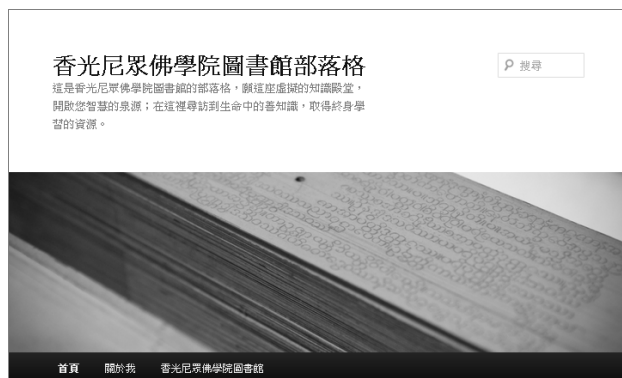 香光尼眾佛學院圖書館部落格
搜尋
這是香光尼眾佛學院圖書館的部落格，願這座虛擬的知識殿堂，
開啟您智慧的泉源；在這裡尋訪到生命中的善知識，取得終身學
習的資源。
首頁 關於我 香光尼眾佛學院圖書館